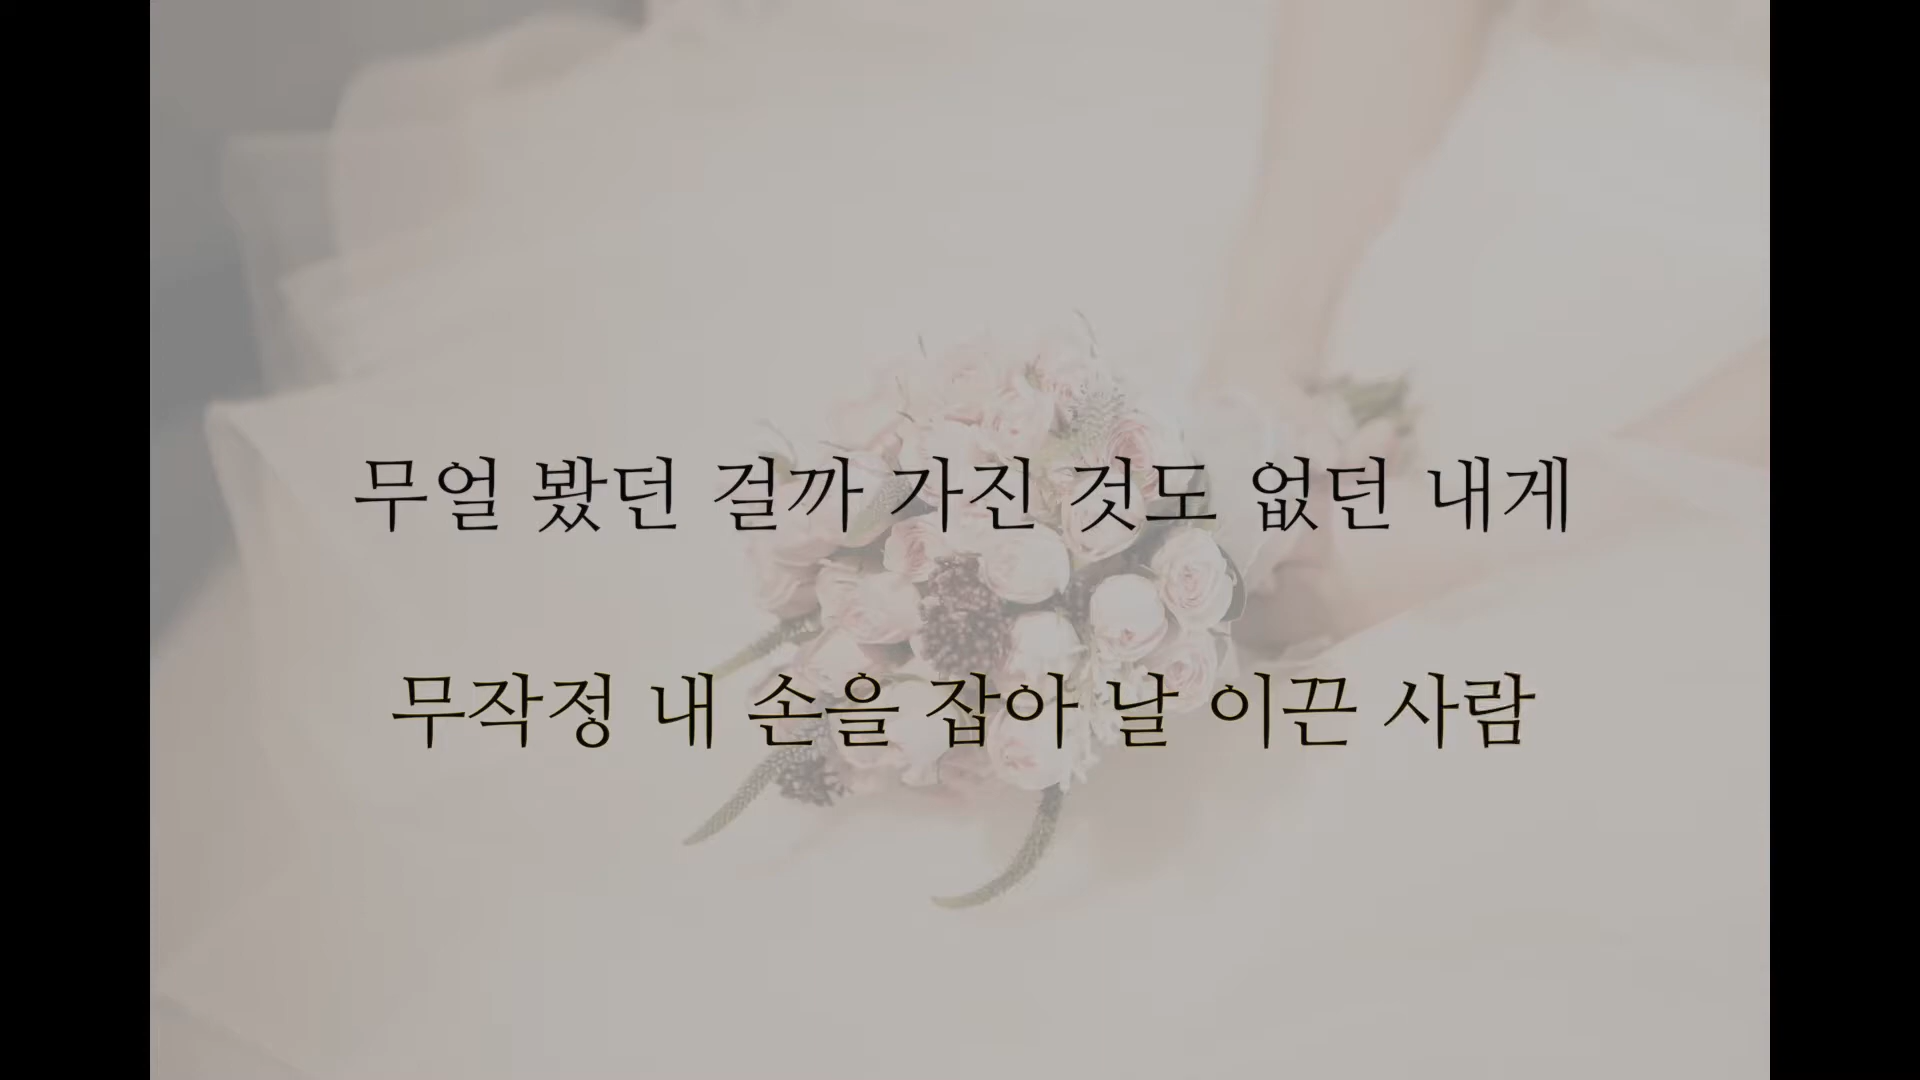 무얼 봤던 걸까 가진 것도 없던 내게
무작정 내 손을 잡아 날 이끈 사람